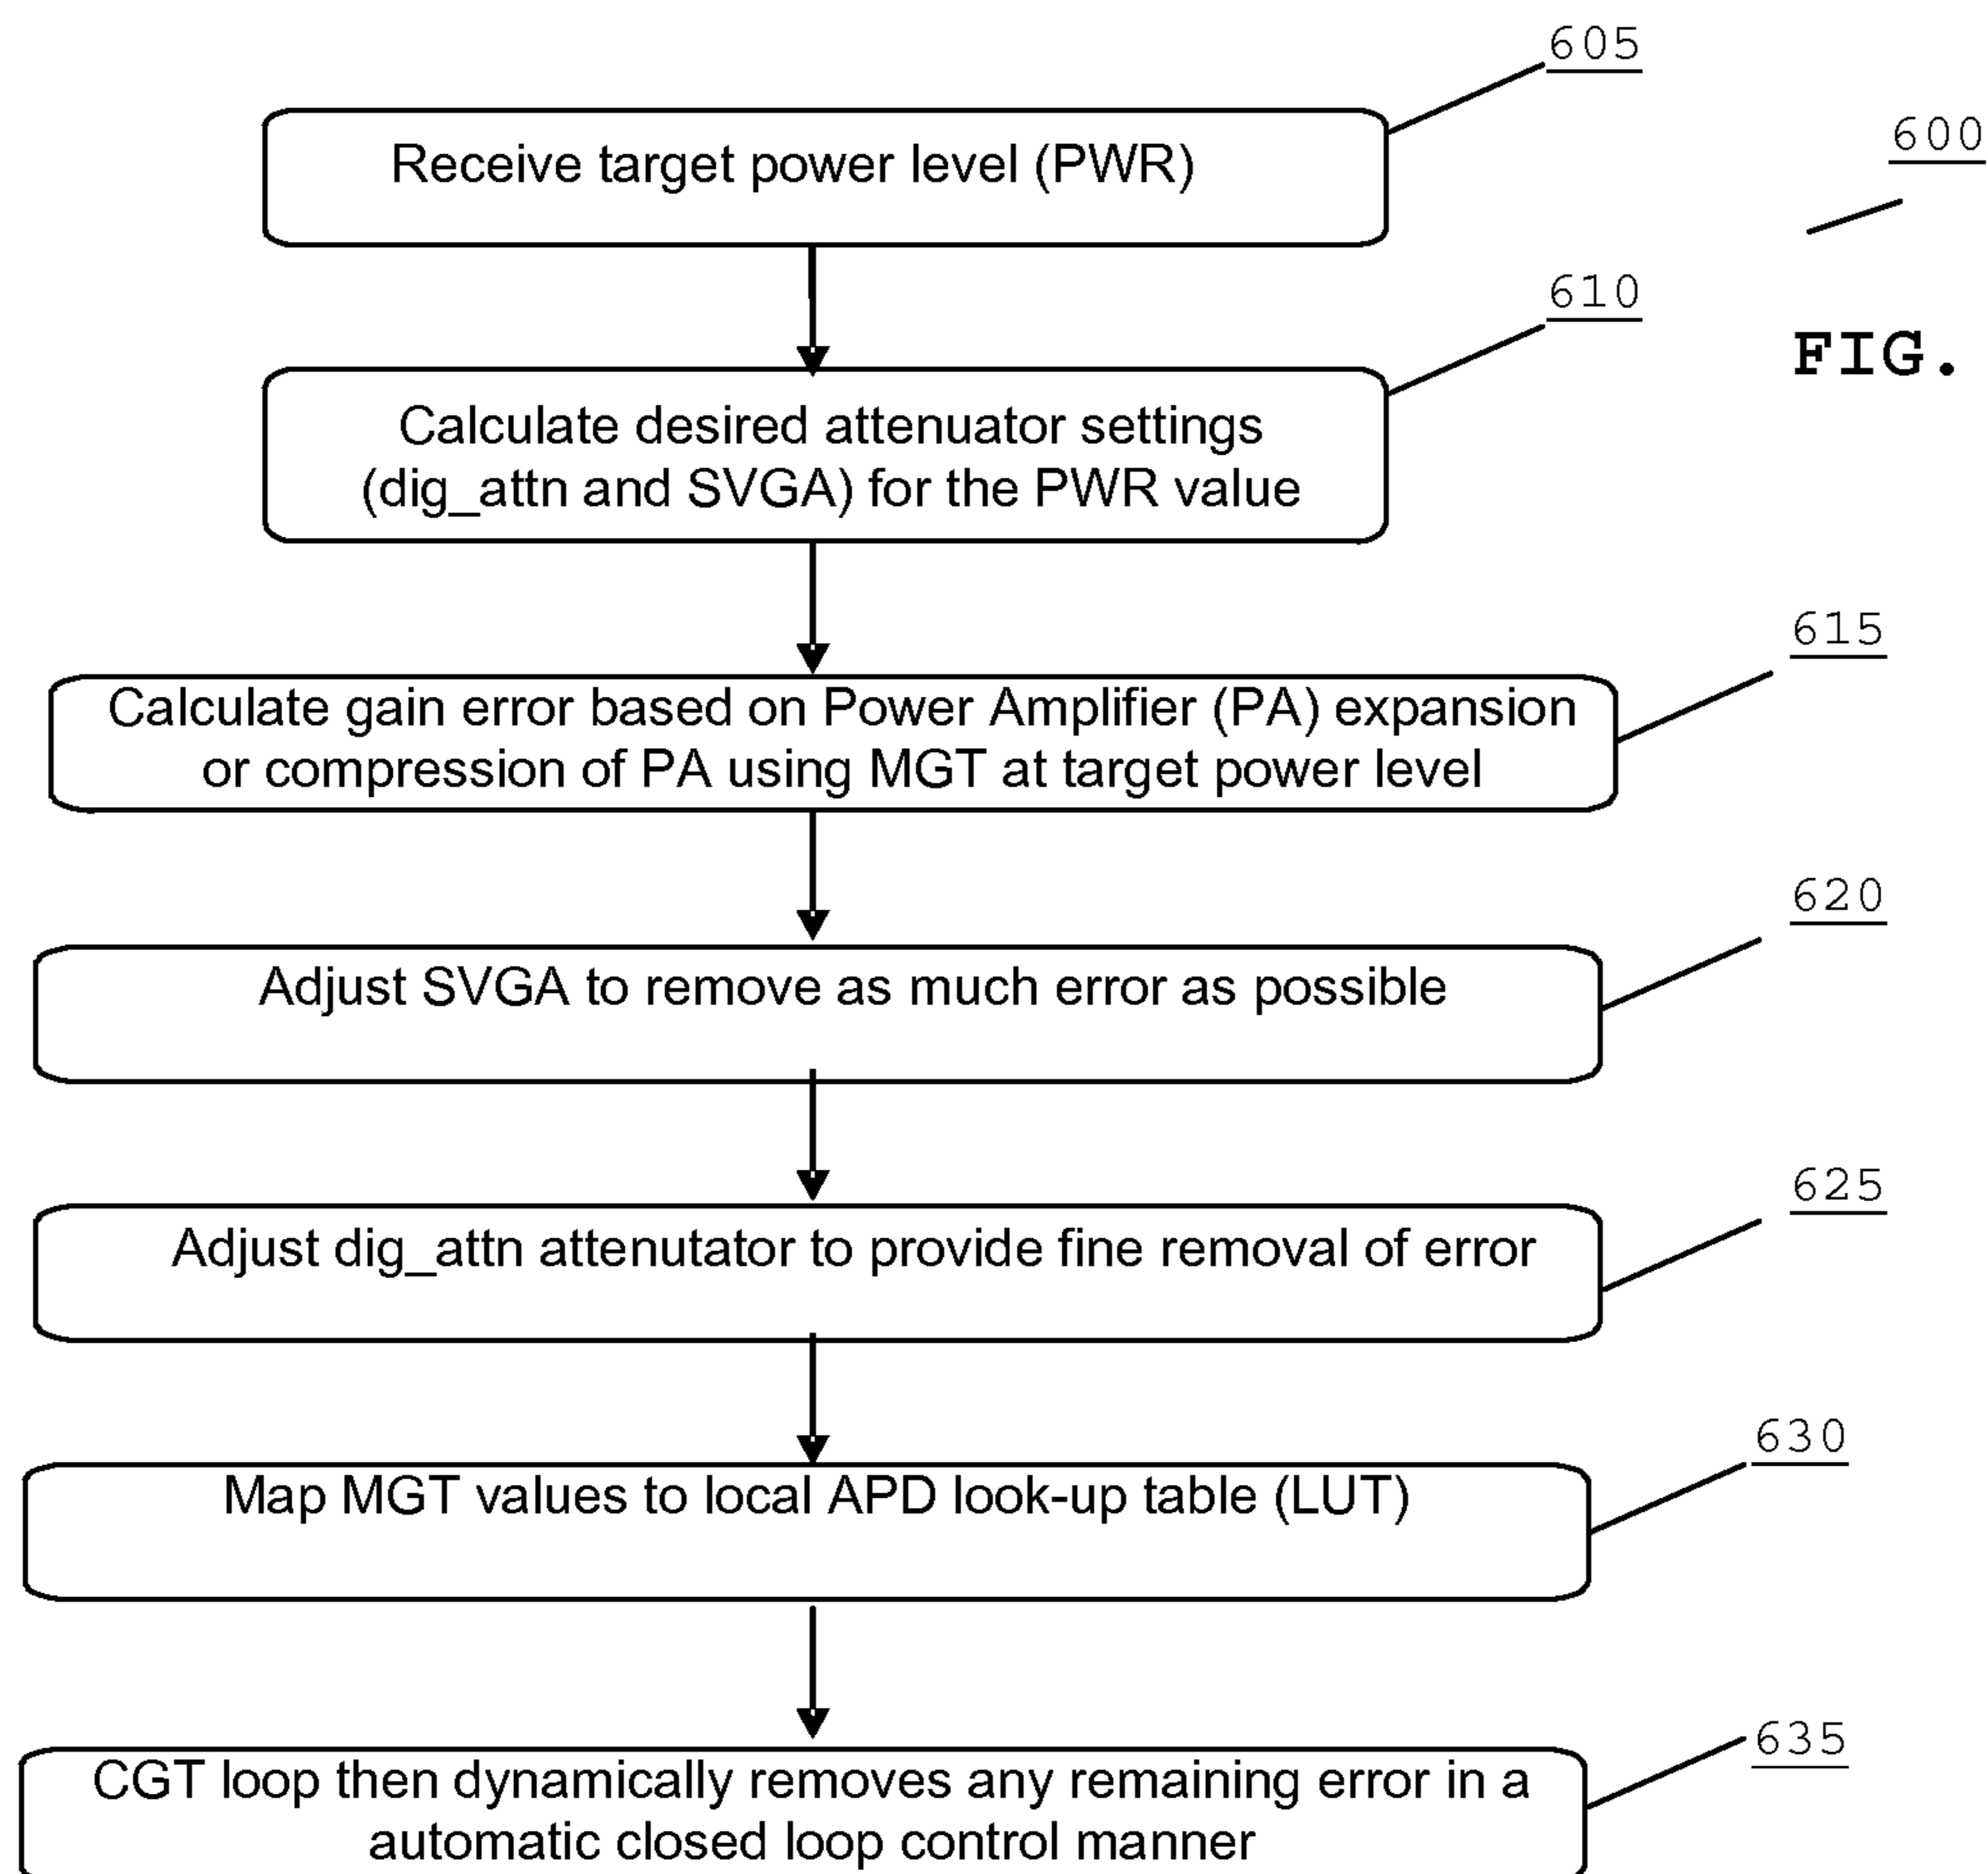 605
Receive target power level (PWR)
600
610
FIG.
Calculate desired attenuator settings
(dig_attn and SVGA) for the PWR value
615
Calculate gain error based on Power Amplifier (PA) expansion
or compression of PA using MGT at target power level
620
Adjust SVGA to remove as much error as possible
625
Adjust dig_attn attenutator to provide fine removal of error
630
Map MGT values to local APD look-up table (LUT)
635
CGT loop then dynamically removes any remaining error in a
automatic closed loop control manner